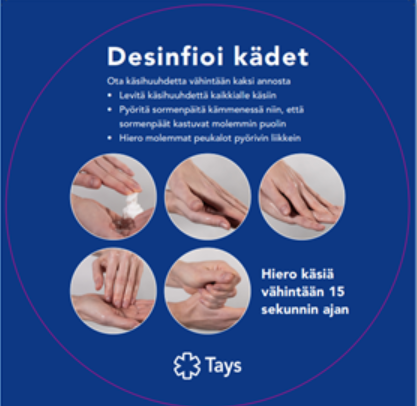 Desinfioi kädet
Ota käsihuuhdetta vähintään kaksi annosta
• Levitä käsihuuhdetta kaikkialle käsiin
• Pyöritä sormenpäitä kämmenessä niin, että
sormenpäät kastuvat molemmin puolin
• Hiero molemmat peukalot pyörivin liikkein
Hiero käsiä
vähintään 15
sekunnin ajan
Tays